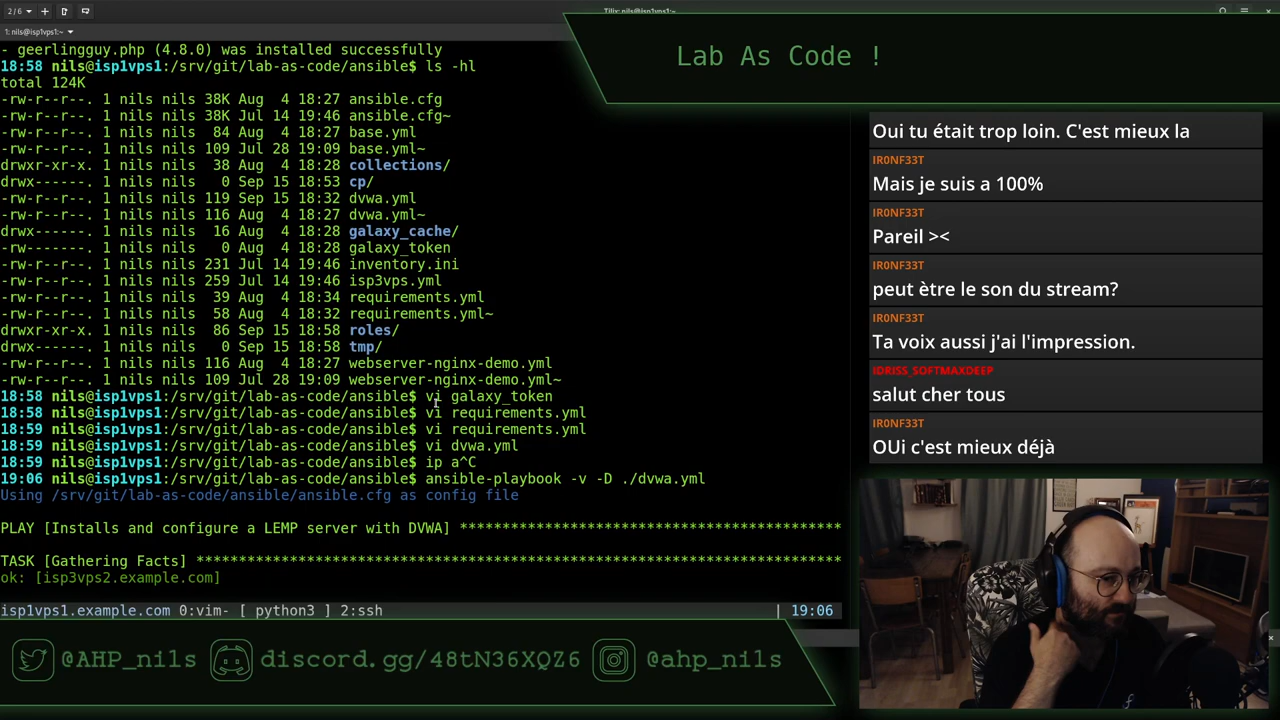 2/6
Tilix: nils@isp1vps1:~
1: nils@isp1vps1:~
Lab As Code !
- geerlingguy.php (4.8.0) was installed successfully
18:58 nils@isp1vps1:/srv/git/lab-as-code/ansible$ ls -hl
total 124K
-rw-r--r--. 1 nils nils 38K Aug  4 18:27 ansible.cfg
-rw-r--r--. 1 nils nils 38K Jul 14 19:46 ansible.cfg~
-rw-r--r--. 1 nils nils  84 Aug  4 18:27 base.yml
-rw-r--r--. 1 nils nils 109 Jul 28 19:09 base.yml~
drwxr-xr-x. 1 nils nils  38 Aug  4 18:28 collections/
drwx------. 1 nils nils   0 Sep 15 18:53 cp/
-rw-r--r--. 1 nils nils 119 Sep 15 18:32 dvwa.yml
-rw-r--r--. 1 nils nils 116 Aug  4 18:27 dvwa.yml~
drwx------. 1 nils nils  16 Aug  4 18:28 galaxy_cache/
-rw-------. 1 nils nils   0 Aug  4 18:28 galaxy_token
-rw-r--r--. 1 nils nils 231 Jul 14 19:46 inventory.ini
-rw-r--r--. 1 nils nils 259 Jul 14 19:46 isp3vps.yml
-rw-r--r--. 1 nils nils  39 Aug  4 18:34 requirements.yml
-rw-r--r--. 1 nils nils  58 Aug  4 18:32 requirements.yml~
drwxr-xr-x. 1 nils nils  86 Sep 15 18:58 roles/
drwx------. 1 nils nils   0 Sep 15 18:58 tmp/
-rw-r--r--. 1 nils nils 116 Aug  4 18:27 webserver-nginx-demo.yml
-rw-r--r--. 1 nils nils 109 Jul 28 19:09 webserver-nginx-demo.yml~
18:58 nils@isp1vps1:/srv/git/lab-as-code/ansible$ vi galaxy_token
18:58 nils@isp1vps1:/srv/git/lab-as-code/ansible$ vi requirements.yml
18:59 nils@isp1vps1:/srv/git/lab-as-code/ansible$ vi requirements.yml
18:59 nils@isp1vps1:/srv/git/lab-as-code/ansible$ vi dvwa.yml
18:59 nils@isp1vps1:/srv/git/lab-as-code/ansible$ ip a^C
19:06 nils@isp1vps1:/srv/git/lab-as-code/ansible$ ansible-playbook -v -D ./dvwa.yml
Using /srv/git/lab-as-code/ansible/ansible.cfg as config file
PLAY [Installs and configure a LEMP server with DVWA] **********************************************
TASK [Gathering Facts] ******************************************************************************
ok: [isp3vps2.example.com]
isp1vps1.example.com 0:vim- [ python3 ] 2:ssh | 19:06
Oui tu était trop loin. C'est mieux la
IR0NF33T
Mais je suis a 100%
IR0NF33T
Pareil ><
IR0NF33T
peut ètre le son du stream?
IR0NF33T
Ta voix aussi j'ai l'impression.
IDRISS_SOFTMAXDEEP
salut cher tous
IR0NF33T
OUi c'est mieux déjà
@AHP_nils discord.gg/48tN36XQZ6 @ahp_nils